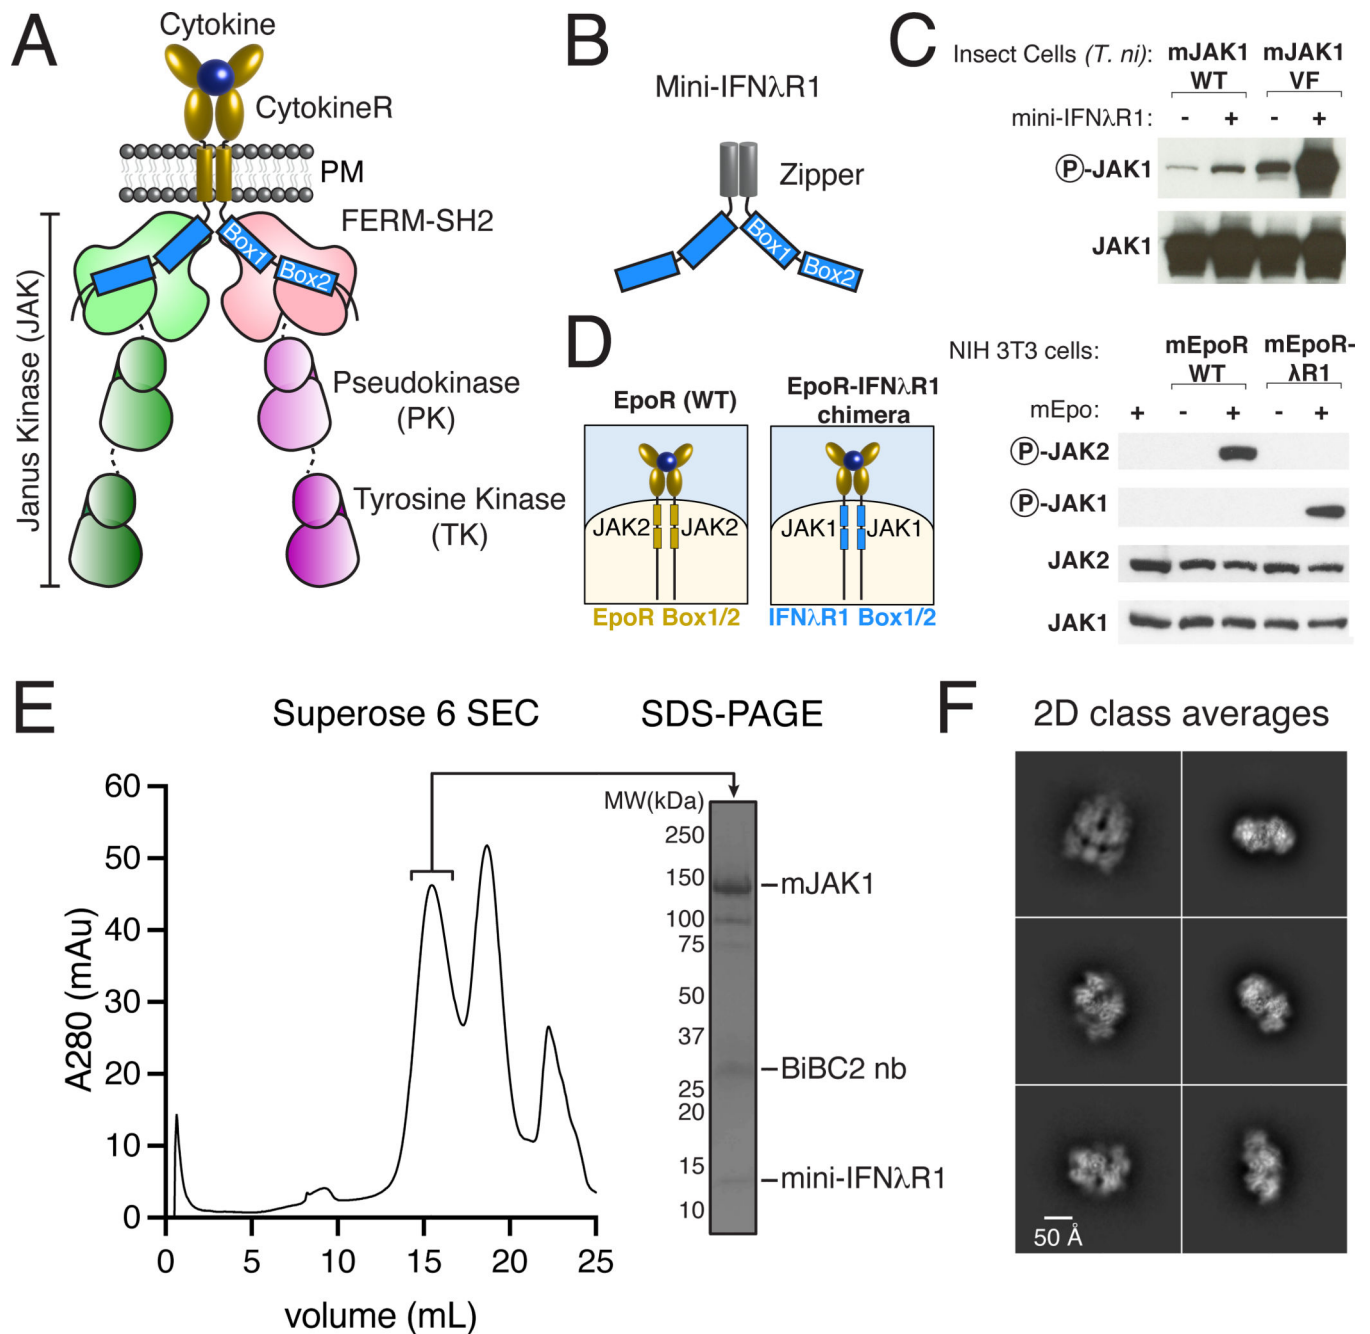 A
Cytokine
CytokineR
PM
FERM-SH2
Box1
Box2
Janus Kinase (JAK)
Pseudokinase
(PK)
Tyrosine Kinase
(TK)
B
Mini-IFNλR1
Zipper
Box1
Box2
C
Insect Cells (T. ni):
mJAK1
WT
mJAK1
VF
mini-IFNλR1:
- + - +
Ⓟ-JAK1
JAK1
D
EpoR (WT)
JAK2
JAK2
EpoR Box1/2
EpoR-IFNλR1
chimera
JAK1
JAK1
IFNλR1 Box1/2
NIH 3T3 cells:
mEpoR
WT
mEpoR-
λR1
mEpo:
+ - + - +
Ⓟ-JAK2
Ⓟ-JAK1
JAK2
JAK1
E
Superose 6 SEC
A280 (mAu)
60
50
40
30
20
10
0
0 5 10 15 20 25
volume (mL)
SDS-PAGE
MW(kDa)
250
150
100
75
50
37
25
20
15
10
mJAK1
BiBC2 nb
mini-IFNλR1
F
2D class averages
50 Å